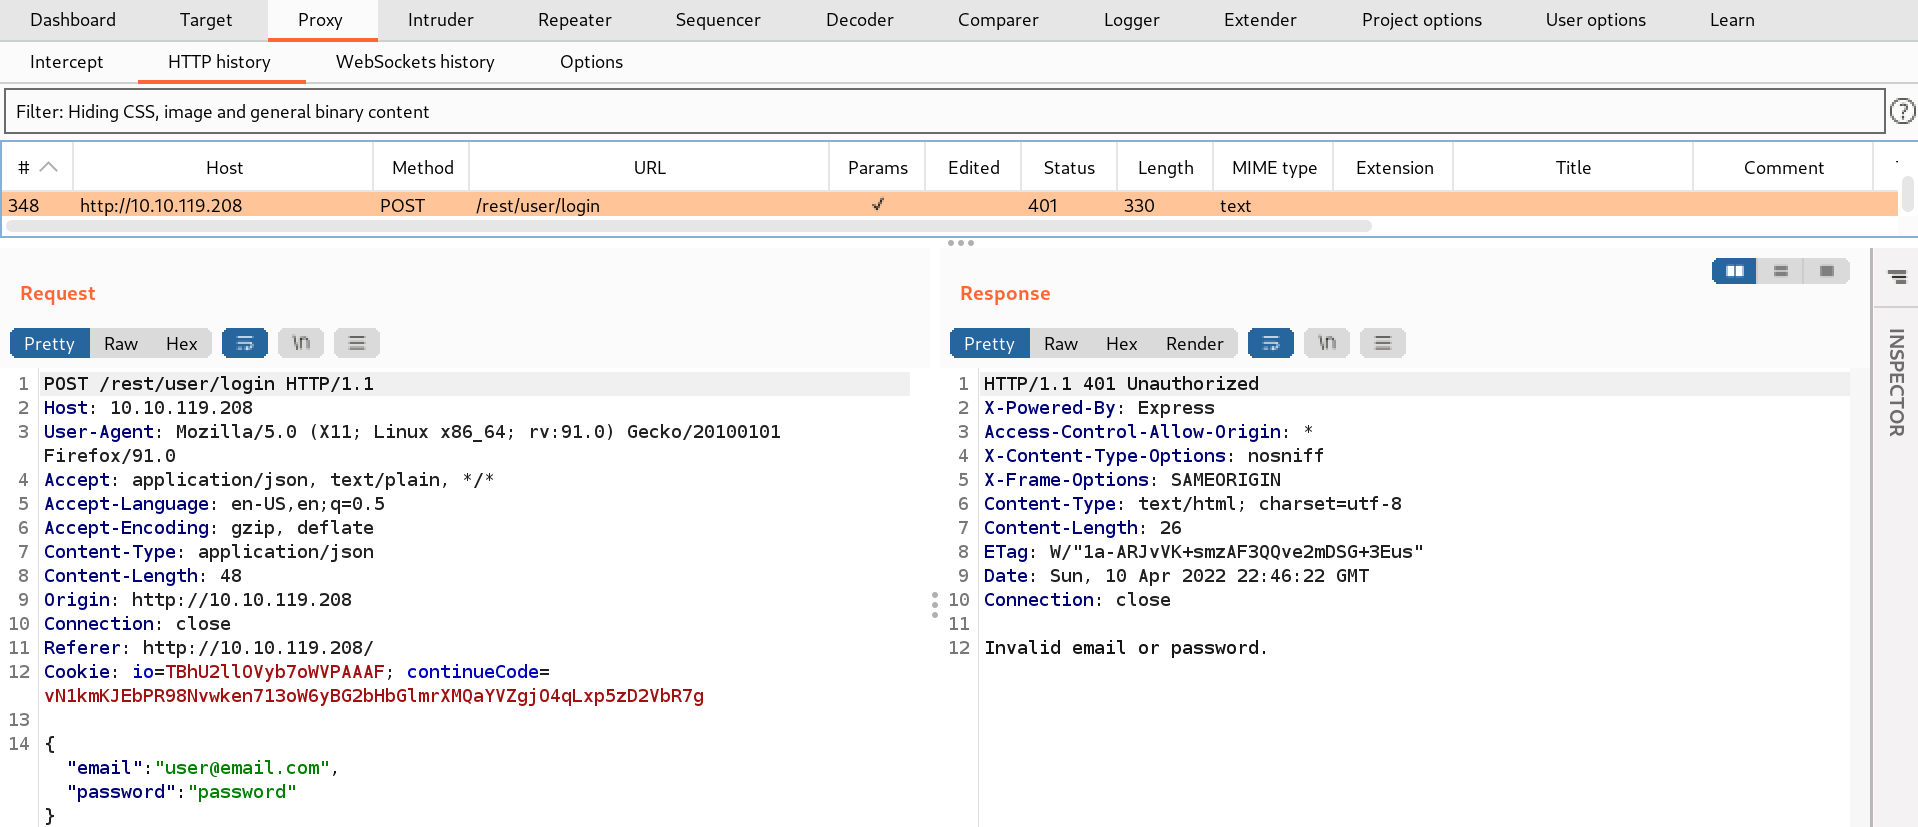 Dashboard Target Proxy Intruder Repeater Sequencer Decoder Comparer Logger Extender Project options User options Learn
Intercept HTTP history WebSockets history Options
Filter: Hiding CSS, image and general binary content ?
# Host Method URL Params Edited Status Length MIME type Extension Title Comment
348 http://10.10.119.208 POST /rest/user/login ✓ 401 330 text
Request
Pretty Raw Hex \n
1 POST /rest/user/login HTTP/1.1
2 Host: 10.10.119.208
3 User-Agent: Mozilla/5.0 (X11; Linux x86_64; rv:91.0) Gecko/20100101
Firefox/91.0
4 Accept: application/json, text/plain, */*
5 Accept-Language: en-US,en;q=0.5
6 Accept-Encoding: gzip, deflate
7 Content-Type: application/json
8 Content-Length: 48
9 Origin: http://10.10.119.208
10 Connection: close
11 Referer: http://10.10.119.208/
12 Cookie: io=TBhU2llOVyb7oWVPAAAF; continueCode=
vN1kmKJEbPR98Nvwken713oW6yBG2bHbGlmrXMQaYVZgjO4qLxp5zD2VbR7g
13
14 {
"email":"user@email.com",
"password":"password"
}
Response
Pretty Raw Hex Render \n
1 HTTP/1.1 401 Unauthorized
2 X-Powered-By: Express
3 Access-Control-Allow-Origin: *
4 X-Content-Type-Options: nosniff
5 X-Frame-Options: SAMEORIGIN
6 Content-Type: text/html; charset=utf-8
7 Content-Length: 26
8 ETag: W/"1a-ARJvVK+smzAF3QQve2mDSG+3Eus"
9 Date: Sun, 10 Apr 2022 22:46:22 GMT
10 Connection: close
11
12 Invalid email or password.
INSPECTOR